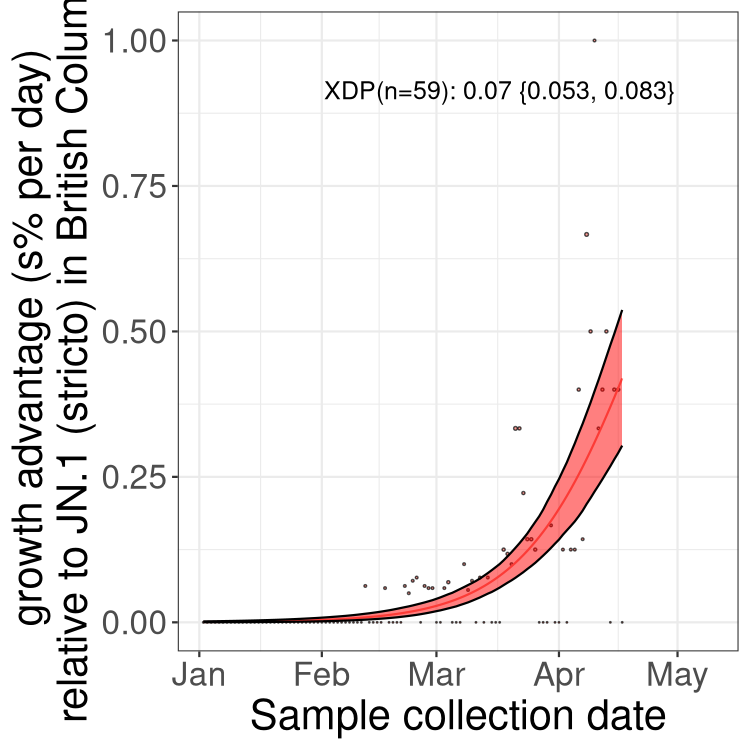 growth advantage (s% per day)
relative to JN.1 (stricto) in British Colum
1.00
0.75
0.50
0.25
0.00
XDP(n=59): 0.07 {0.053, 0.083}
Jan Feb Mar Apr May
Sample collection date